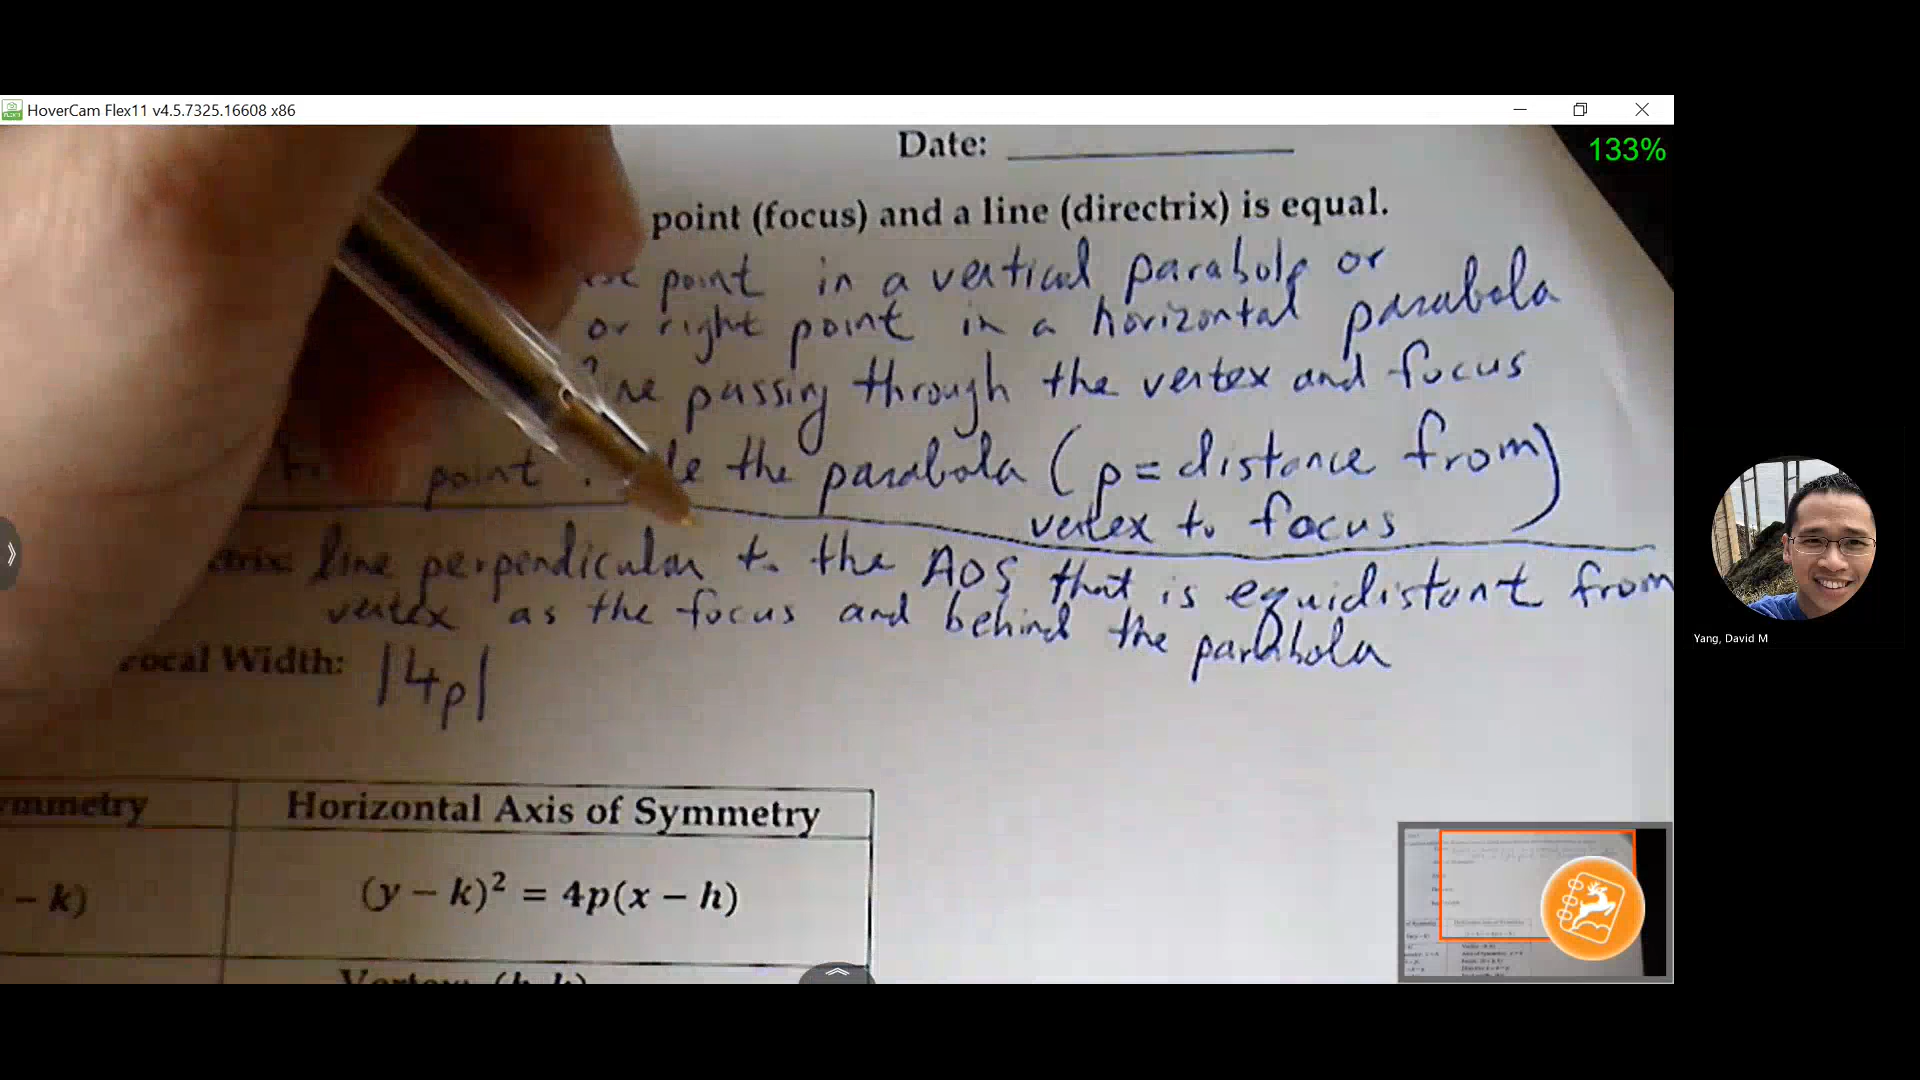 HoverCam Flex11 v4.5.7325.16608 x86
133%
Date:
point (focus) and a line (directrix) is equal.
point in a vertical parabola or
or right point in a horizontal parabola
passing through the vertex and focus
point the parabola (p = distance from
vertex to focus)
line perpendicular to the AOS that is equidistant from
vertex as the focus and behind the parabola
Focal Width: |4p|
Horizontal Axis of Symmetry
- k)
(y − k)² = 4p(x − h)
Yang, David M